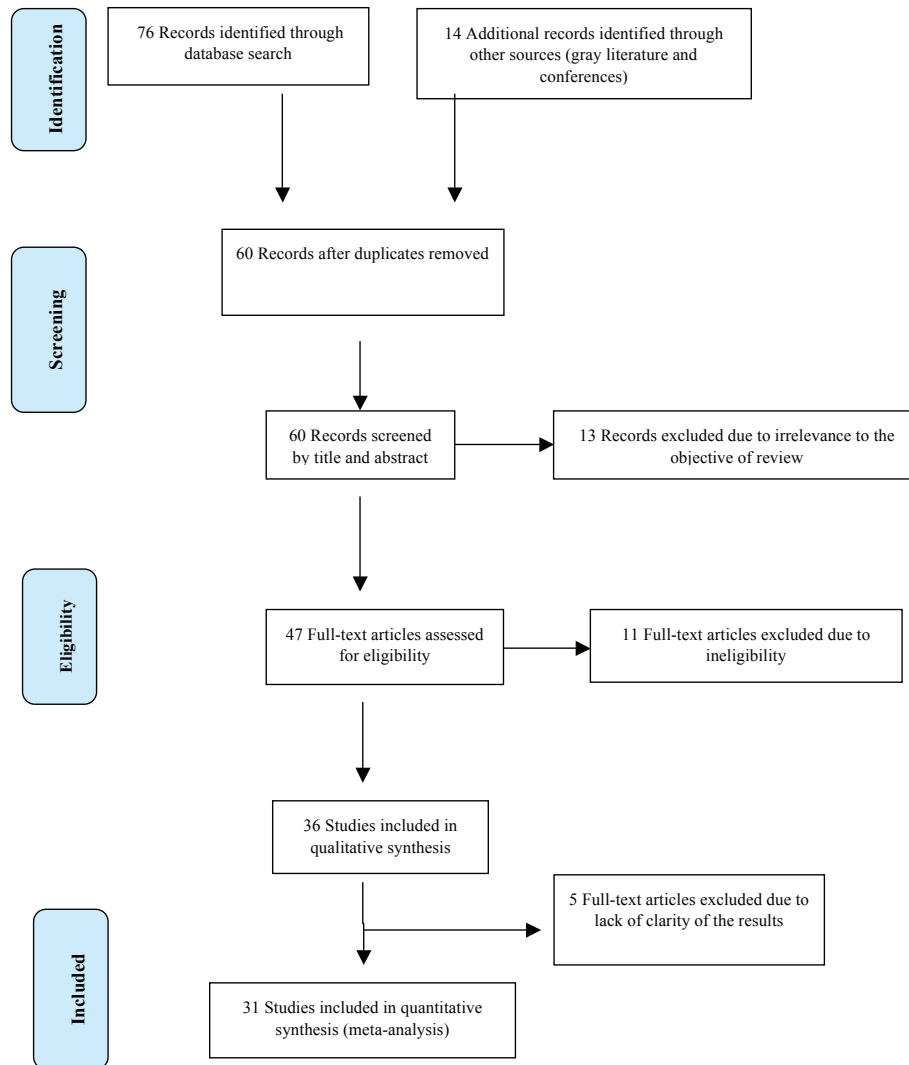 Identification
76 Records identified through
database search
14 Additional records identified through
other sources (gray literature and
conferences)
Screening
60 Records after duplicates removed
60 Records screened
by title and abstract
13 Records excluded due to irrelevance to the
objective of review
Eligibility
47 Full-text articles assessed
for eligibility
11 Full-text articles excluded due to
ineligibility
36 Studies included in
qualitative synthesis
5 Full-text articles excluded due to
lack of clarity of the results
Included
31 Studies included in quantitative
synthesis (meta-analysis)